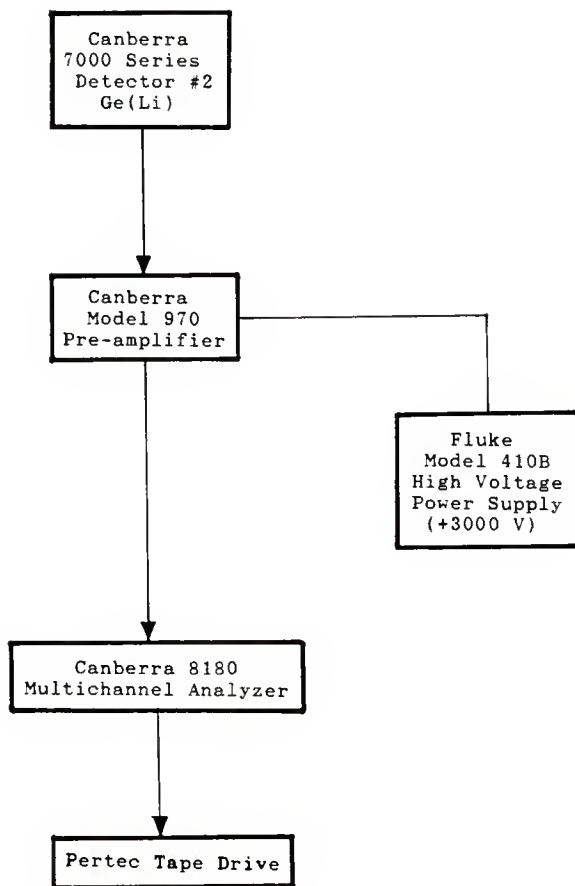 Canberra
7000 Series
Detector #2
Ge(Li)
Canberra
Model 970
Pre-amplifier
Fluke
Model 410B
High Voltage
Power Supply
(+3000 V)
Canberra 8180
Multichannel Analyzer
Pertec Tape Drive